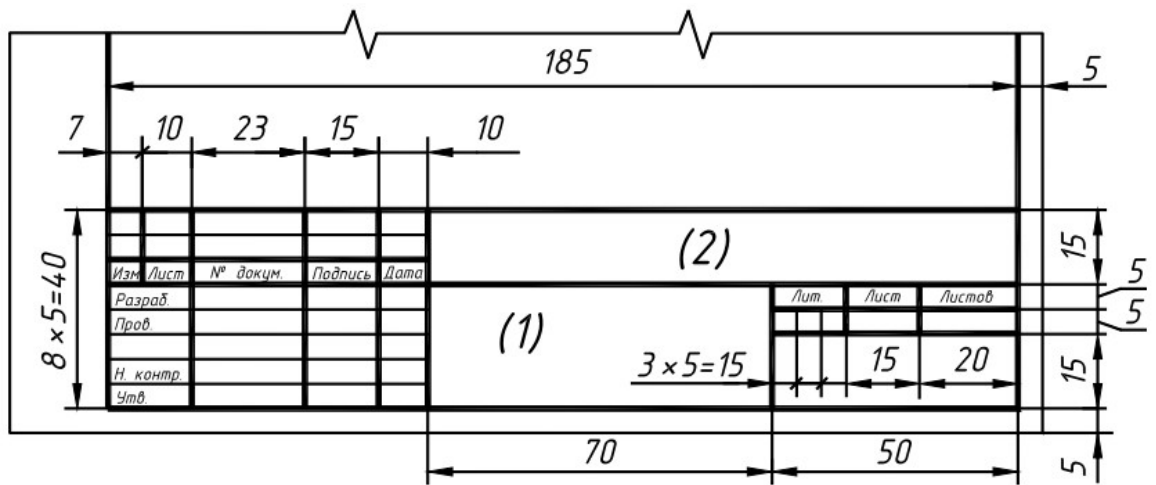 185
5
7 10 23 15 10
8 × 5=40
(2)
15
Изм Лист № докум. Подпись Дата
Разраб.
Лит. Лист Листов
5
Пров.
(1)
5
3 × 5=15
15 20
15
Н. контр.
Утв.
70 50
5